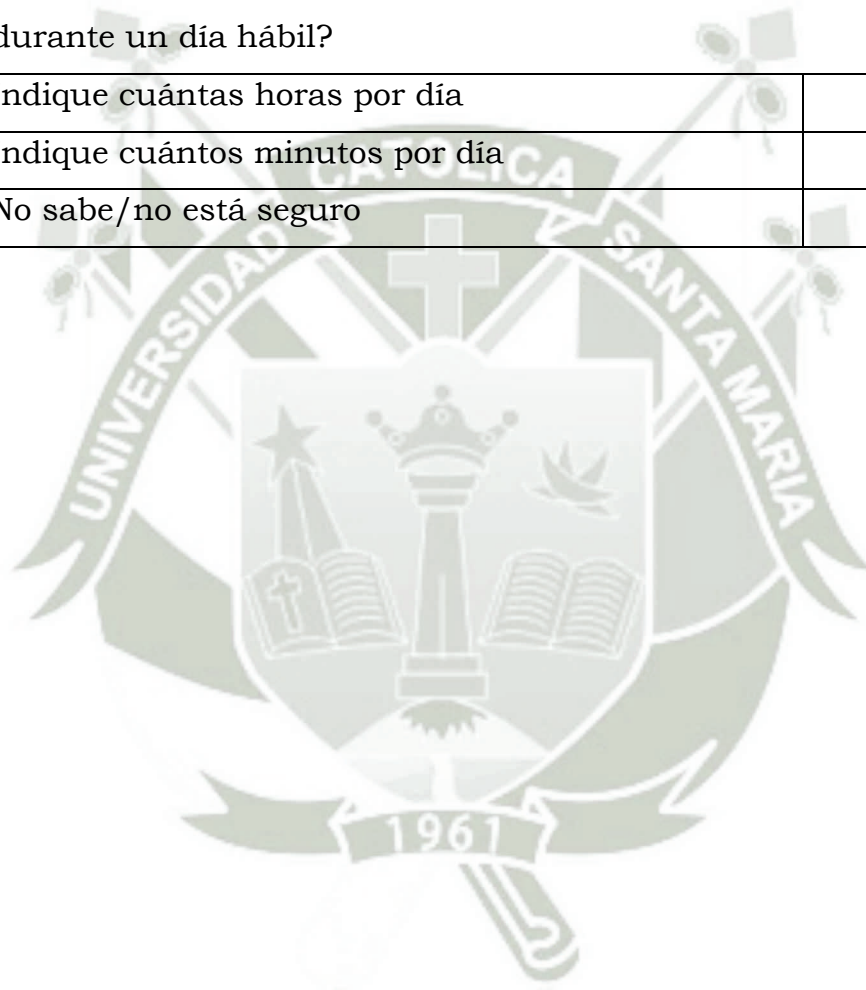 durante un día hábil?
ndique cuántas horas por día
ndique cuántos minutos por día
No sabe/no está seguro
UNIVERSIDAD CATOLICA SANTA MARIA
1961